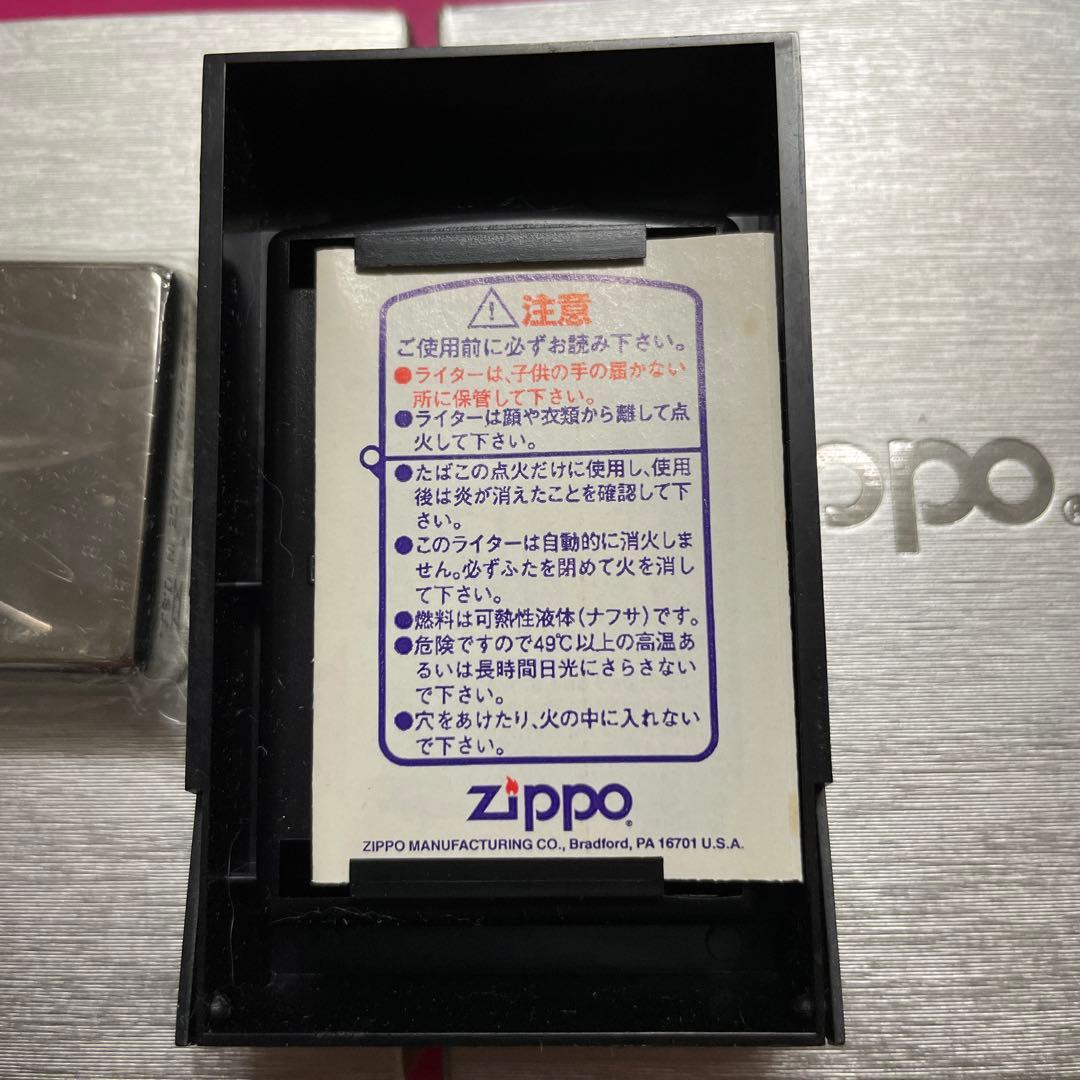 注意
ご使用前に必ずお読み下さい。
●ライターは、子供の手の届かない
所に保管して下さい。
●ライターは顔や衣類から離して点
火して下さい。
●たばこの点火だけに使用し、使用
後は炎が消えたことを確認して下
さい。
●このライターは自動的に消火しま
せん。必ずふたを閉めて火を消し
て下さい。
●燃料は可熱性液体(ナフサ)です。
●危険ですので49℃以上の高温あ
るいは長時間日光にさらさない
で下さい。
●穴をあけたり、火の中に入れない
で下さい。
Zippo
ZIPPO MANUFACTURING CO., Bradford, PA 16701 U.S.A.
ppo